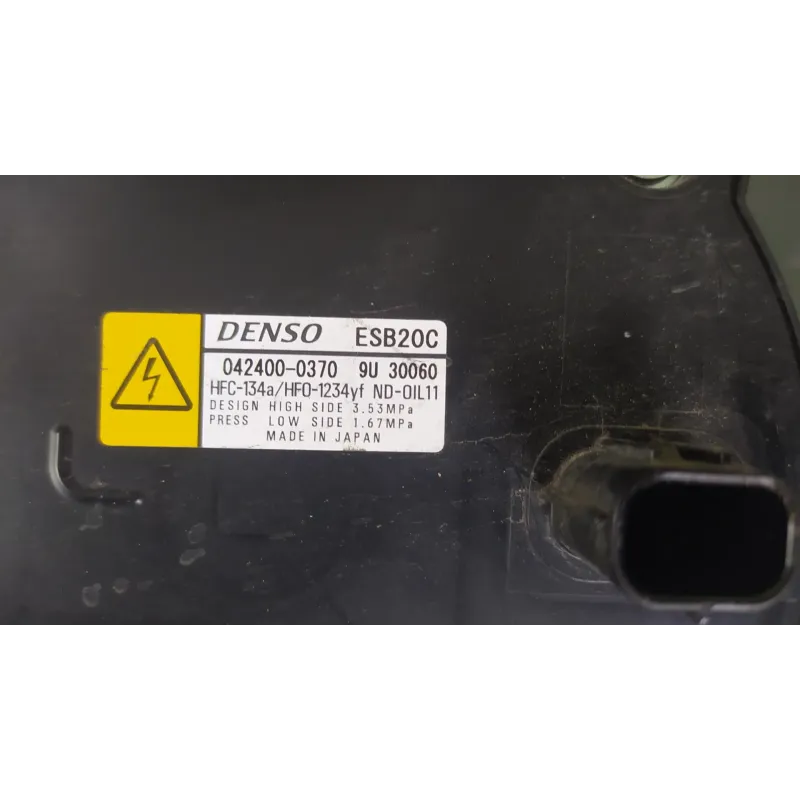 DENSO ESB20C
042400-0370 9U 30060
HFC-134a/HFO-1234yf ND-OIL11
DESIGN HIGH SIDE 3.53MPa
PRESS LOW SIDE 1.67MPa
MADE IN JAPAN